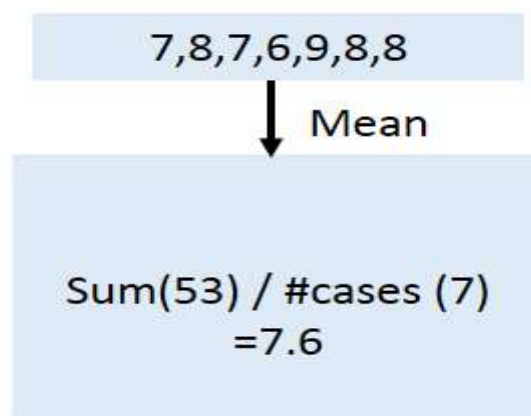 7,8,7,6,9,8,8
Mean
Sum(53) / #cases (7)
=7.6